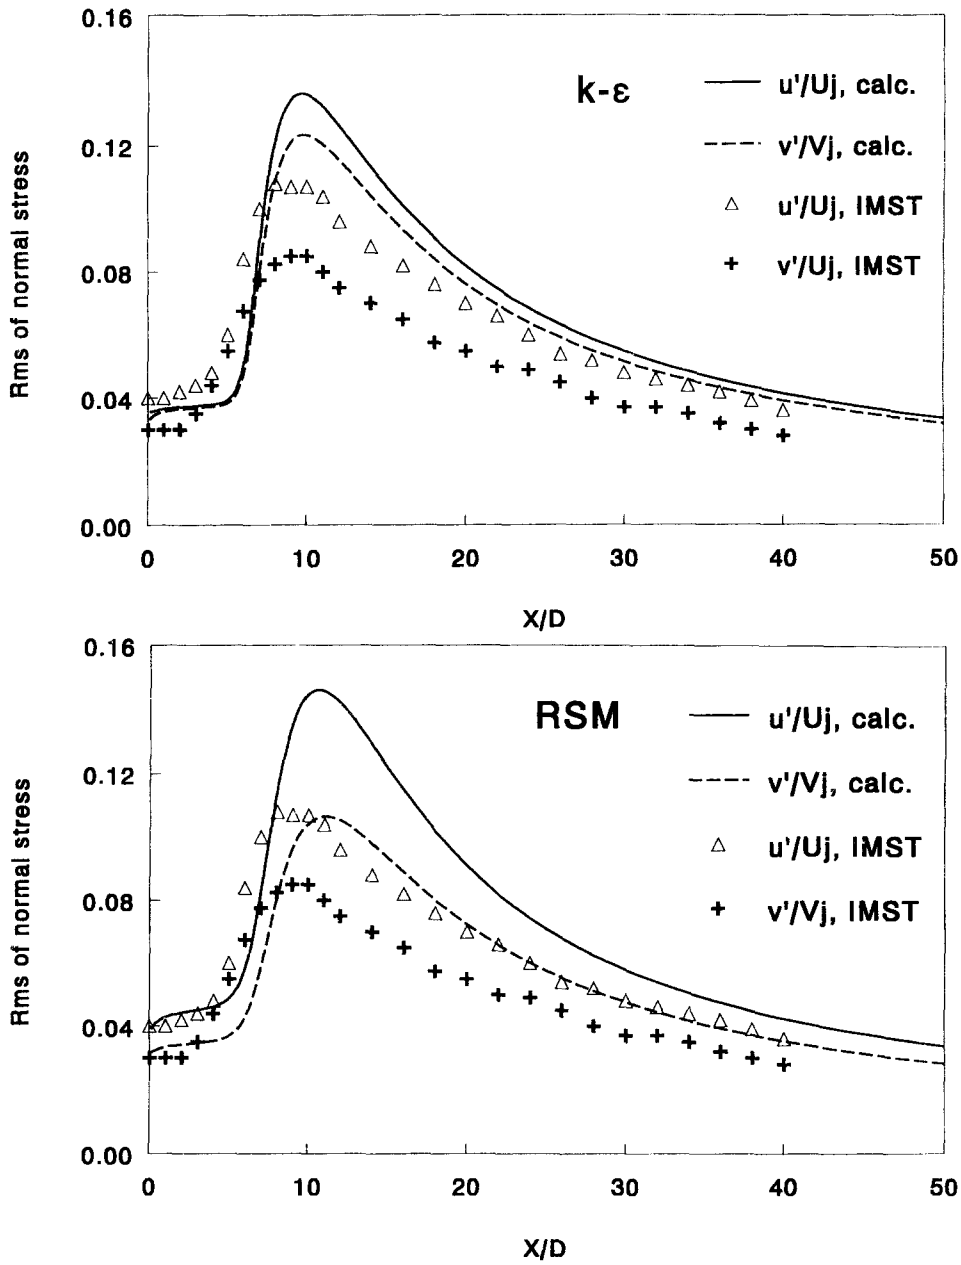 0.16
k-ε
u'/Uj, calc.
0.12
v'/Vj, calc.
u'/Uj, IMST
0.08
v'/Uj, IMST
Rms of normal stress
0.04
0.00
0 10 20 30 40 50
X/D
0.16
RSM
u'/Uj, calc.
0.12
v'/Vj, calc.
u'/Uj, IMST
0.08
v'/Vj, IMST
Rms of normal stress
0.04
0.00
0 10 20 30 40 50
X/D